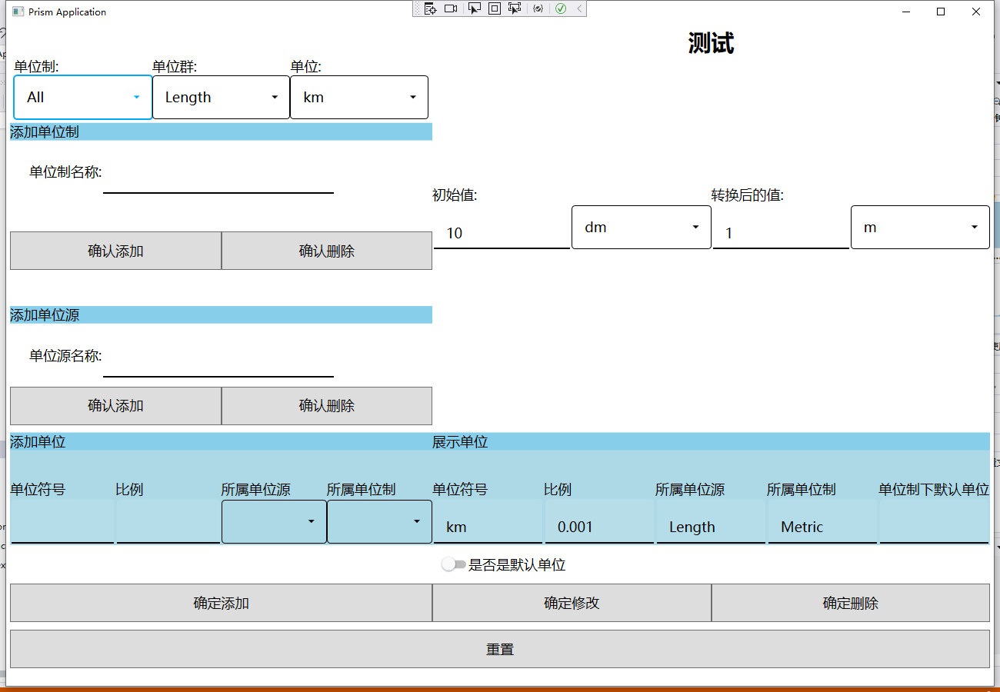 Prism Application
测试
单位制: 单位群: 单位:
All Length km
添加单位制
单位制名称:
初始值: 转换后的值:
10 dm 1 m
确认添加 确认删除
添加单位源
单位源名称:
确认添加 确认删除
添加单位 展示单位
单位符号 比例 所属单位源 所属单位制 单位符号 比例 所属单位源 所属单位制 单位制下默认单位
km 0.001 Length Metric
是否是默认单位
确定添加 确定修改 确定删除
重置